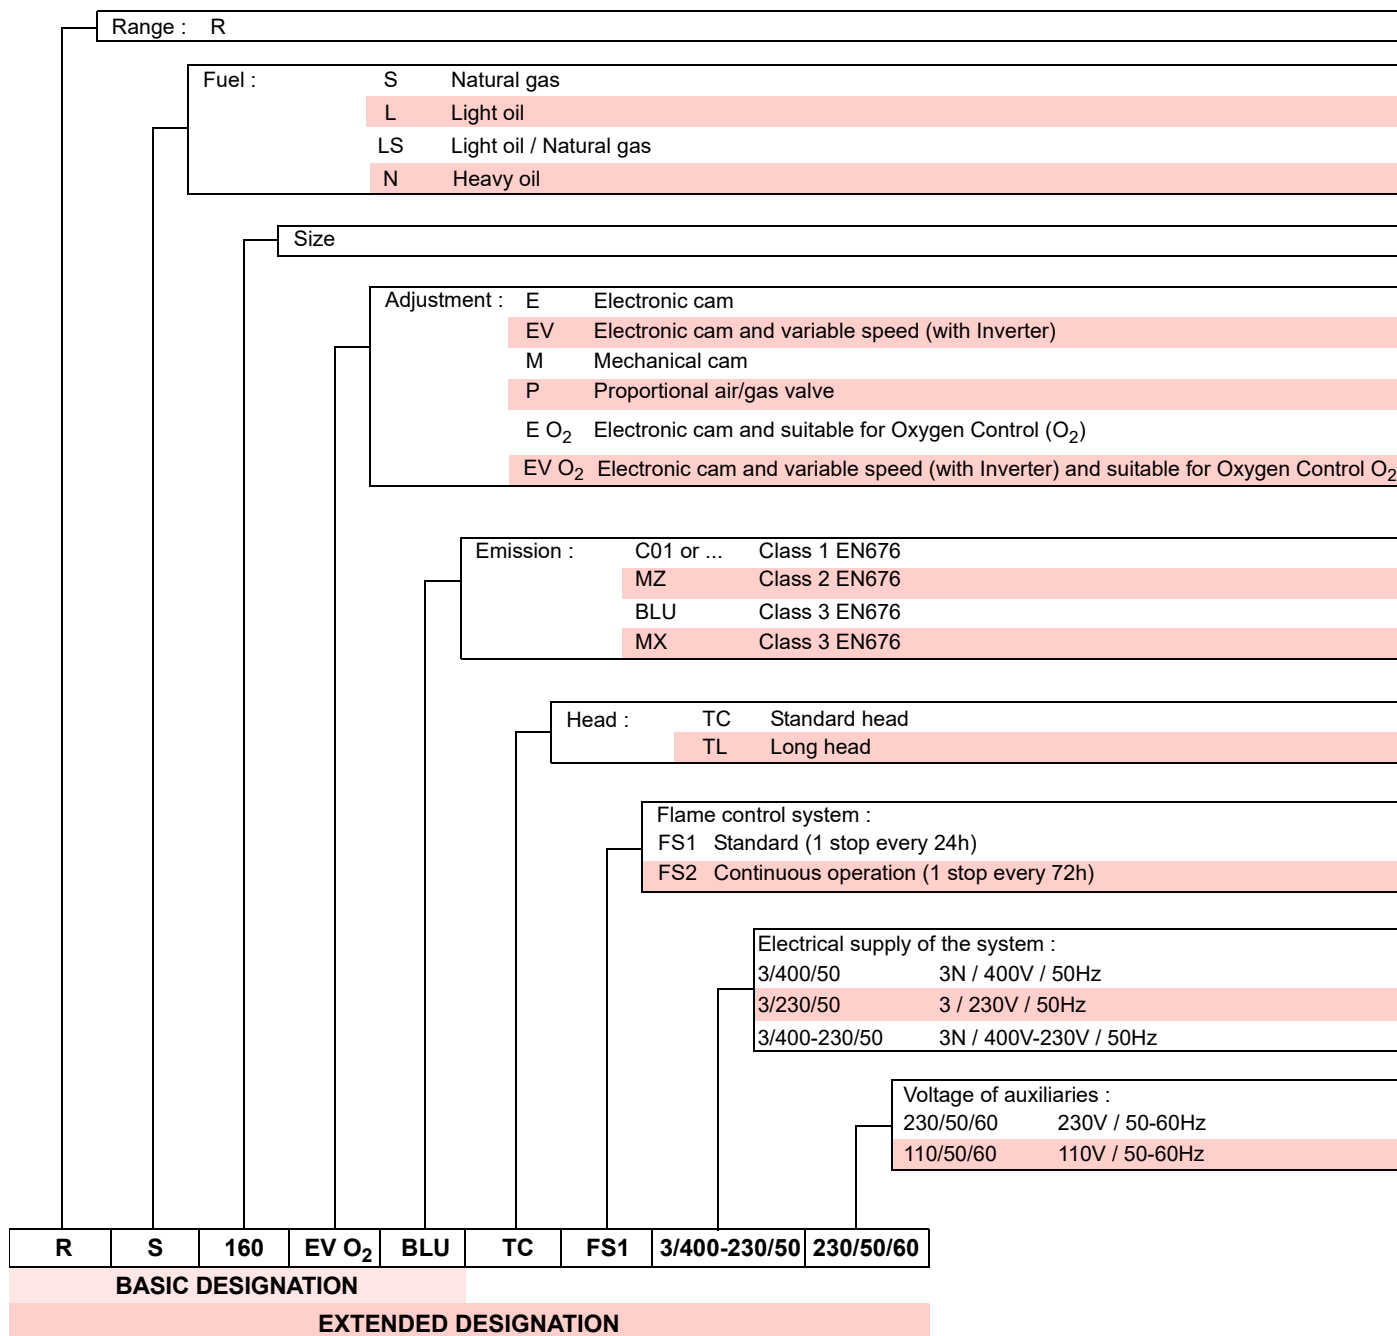 Range : R
Fuel : S Natural gas
L Light oil
LS Light oil / Natural gas
N Heavy oil
Size
Adjustment : E Electronic cam
EV Electronic cam and variable speed (with Inverter)
M Mechanical cam
P Proportional air/gas valve
E O2 Electronic cam and suitable for Oxygen Control (O2)
EV O2 Electronic cam and variable speed (with Inverter) and suitable for Oxygen Control O2
Emission : C01 or ... Class 1 EN676
MZ Class 2 EN676
BLU Class 3 EN676
MX Class 3 EN676
Head : TC Standard head
TL Long head
Flame control system :
FS1 Standard (1 stop every 24h)
FS2 Continuous operation (1 stop every 72h)
Electrical supply of the system :
3/400/50 3N / 400V / 50Hz
3/230/50 3 / 230V / 50Hz
3/400-230/50 3N / 400V-230V / 50Hz
Voltage of auxiliaries :
230/50/60 230V / 50-60Hz
110/50/60 110V / 50-60Hz
R S 160 EV O2 BLU TC FS1 3/400-230/50 230/50/60
BASIC DESIGNATION
EXTENDED DESIGNATION